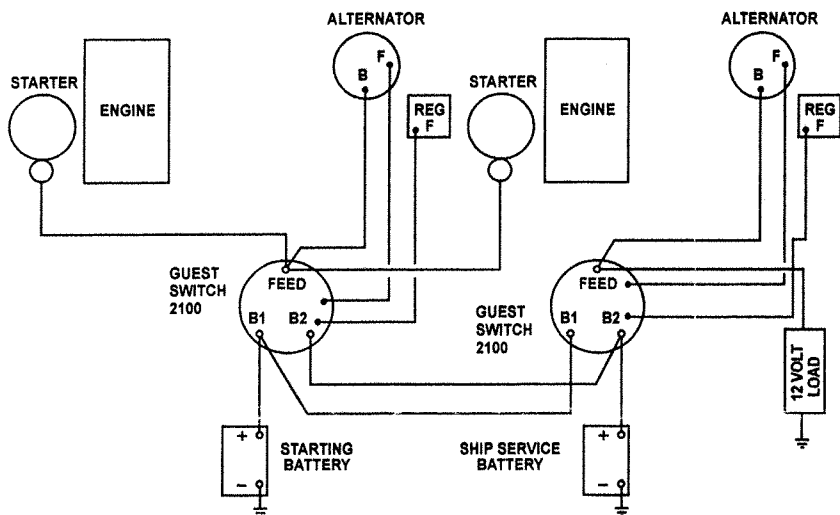 ALTERNATOR
F
B
STARTER
ENGINE
REG
F
STARTER
ENGINE
ALTERNATOR
F
B
REG
F
GUEST
SWITCH
2100
FEED
B1
B2
GUEST
SWITCH
2100
FEED
B1
B2
12 VOLT
LOAD
+
-
STARTING
BATTERY
SHIP SERVICE
BATTERY
+
-